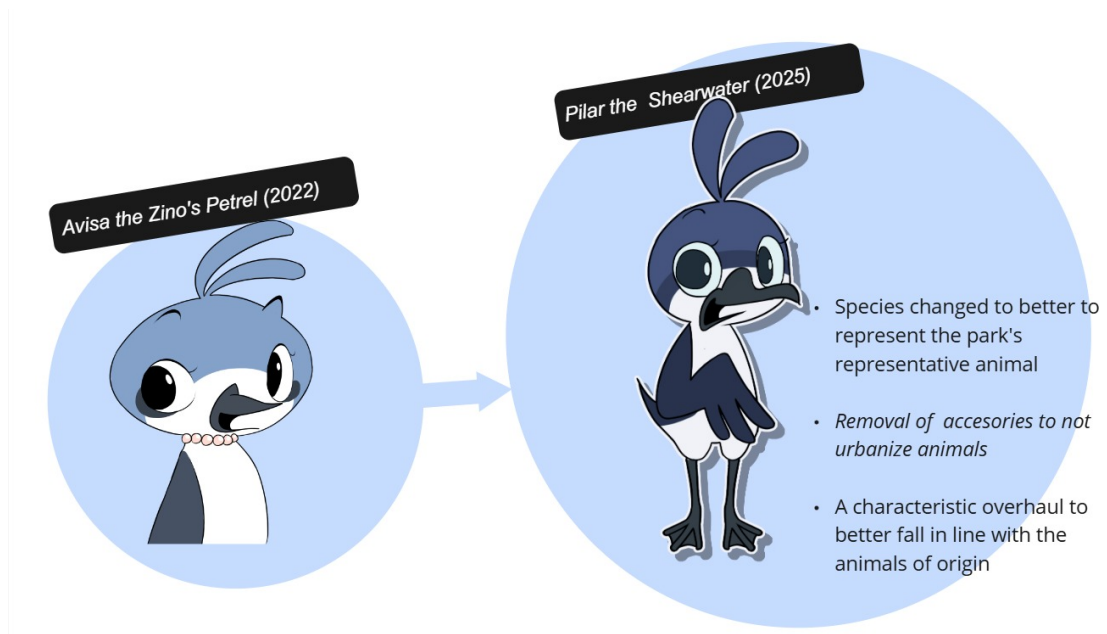 Avisa the Zino's Petrel (2022)
Pilar the Shearwater (2025)
• Species changed to better to
represent the park's
representative animal
• Removal of accesories to not
urbanize animals
• A characteristic overhaul to
better fall in line with the
animals of origin